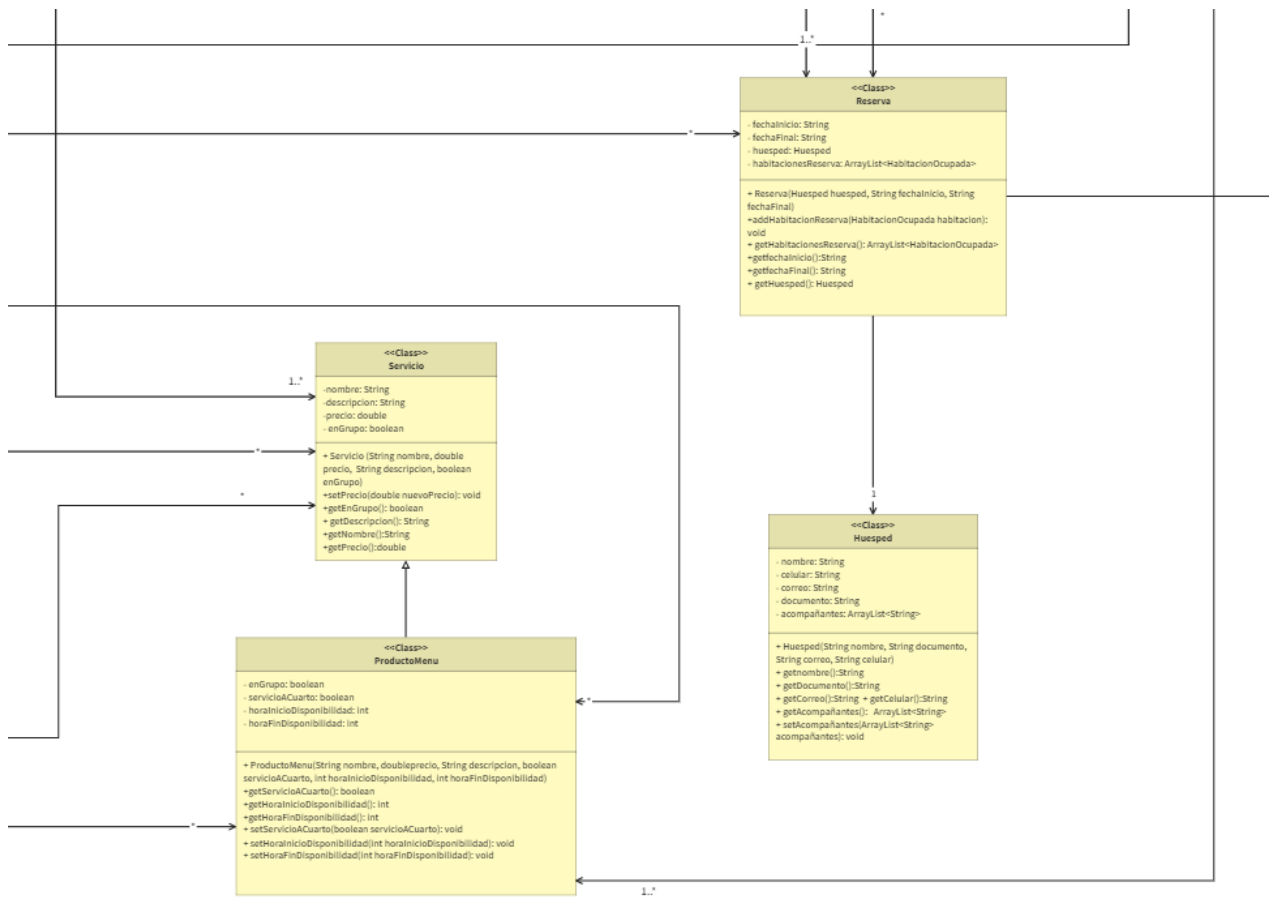 *
1..*
<<Class>>
Reserva
- fechaInicio: String
- fechaFinal: String
- huesped: Huesped
- habitacionesReserva: ArrayList<HabitacionOcupada>
*
+ Reserva(Huesped huesped, String fechaInicio, String
fechaFinal)
+addHabitacionReserva(HabitacionOcupada habitacion):
void
+ getHabitacionesReserva(): ArrayList<HabitacionOcupada>
+getfechaInicio():String
+getfechaFinal(): String
+ getHuesped(): Huesped
<<Class>>
Servicio
1..*
-nombre: String
-descripcion: String
-precio: double
- enGrupo: boolean
*
+ Servicio (String nombre, double
precio, String descripcion, boolean
enGrupo)
+setPrecio(double nuevoPrecio): void
+getEnGrupo(): boolean
+ getDescripcion(): String
+getNombre():String
+getPrecio():double
*
1
<<Class>>
Huesped
- nombre: String
- celular: String
- correo: String
- documento: String
- acompañantes: ArrayList<String>
+ Huesped(String nombre, String documento,
String correo, String celular)
+ getnombre():String
+ getDocumento():String
+ getCorreo():String + getCelular():String
+ getAcompañantes(): ArrayList<String>
+ setAcompañantes(ArrayList<String>
acompañantes): void
<<Class>>
ProductoMenu
- enGrupo: boolean
- servicioACuarto: boolean
- horaInicioDisponibilidad: int
- horaFinDisponibilidad: int
*
+ ProductoMenu(String nombre, doubleprecio, String descripcion, boolean
servicioACuarto, int horaInicioDisponibilidad, int horaFinDisponibilidad)
+getServicioACuarto(): boolean
+getHoraInicioDisponibilidad(): int
+getHoraFinDisponibilidad(): int
+ setServicioACuarto(boolean servicioACuarto): void
+ setHoraInicioDisponibilidad(int horaInicioDisponibilidad): void
+ setHoraFinDisponibilidad(int horaFinDisponibilidad): void
*
1..*